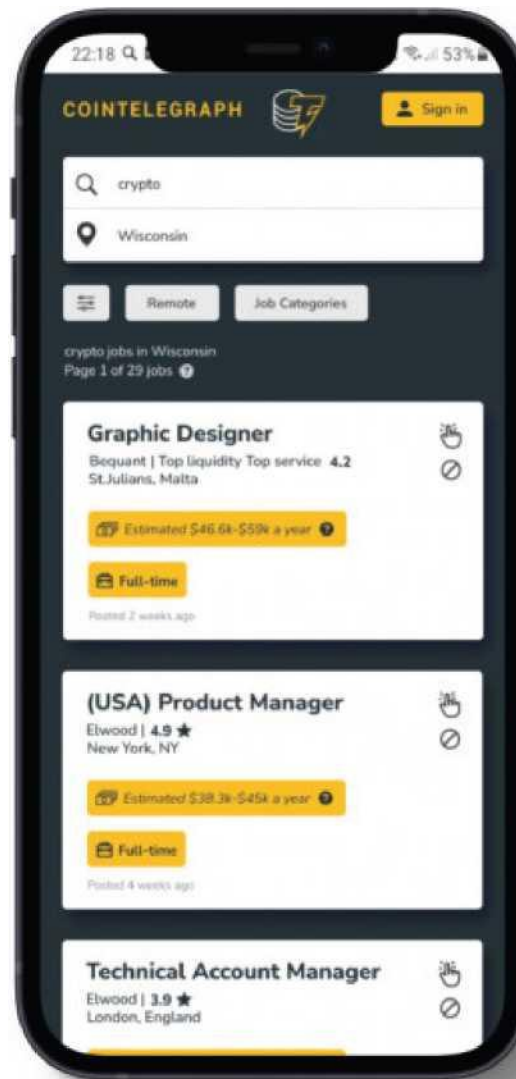 22:18
53%
COINTELEGRAPH
Sign in
crypto
Wisconsin
Remote
Job Categories
crypto jobs in Wisconsin
Page 1 of 29 jobs ?
Graphic Designer
Bequant | Top liquidity Top service 4.2
St.Julians, Malta
Estimated $46.6k-$59k a year ?
Full-time
Posted 2 weeks ago
(USA) Product Manager
Elwood | 4.9 ★
New York, NY
Estimated $38.3k-$45k a year ?
Full-time
Posted 4 weeks ago
Technical Account Manager
Elwood | 3.9 ★
London, England